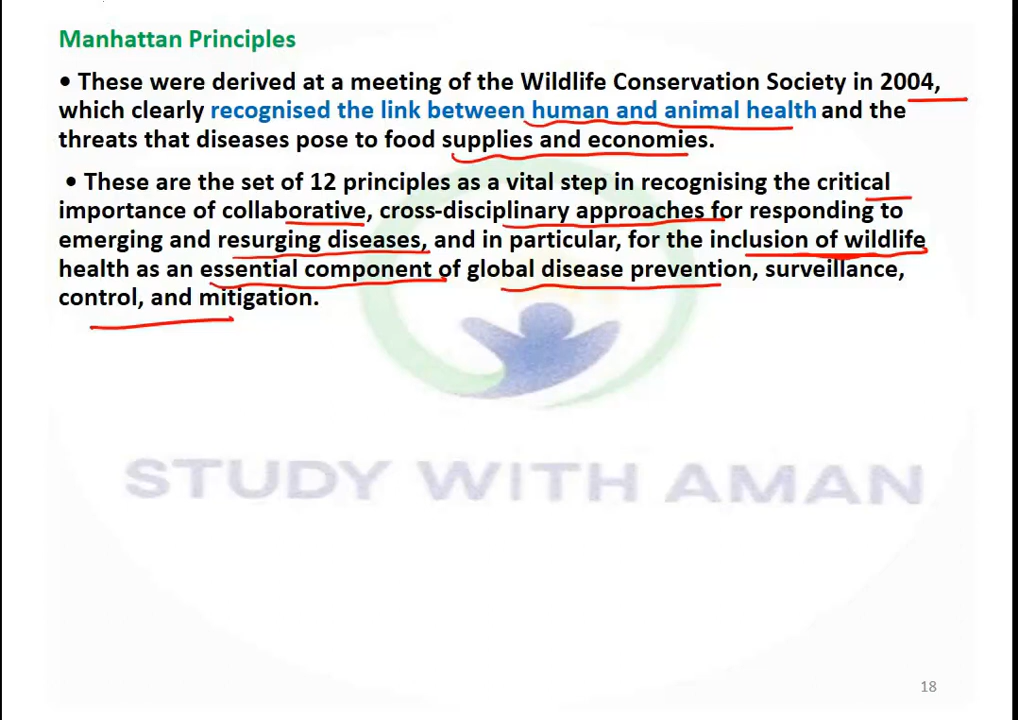 Manhattan Principles
• These were derived at a meeting of the Wildlife Conservation Society in 2004,
which clearly recognised the link between human and animal health and the
threats that diseases pose to food supplies and economies.
• These are the set of 12 principles as a vital step in recognising the critical
importance of collaborative, cross-disciplinary approaches for responding to
emerging and resurging diseases, and in particular, for the inclusion of wildlife
health as an essential component of global disease prevention, surveillance,
control, and mitigation.
STUDY WITH AMAN
18